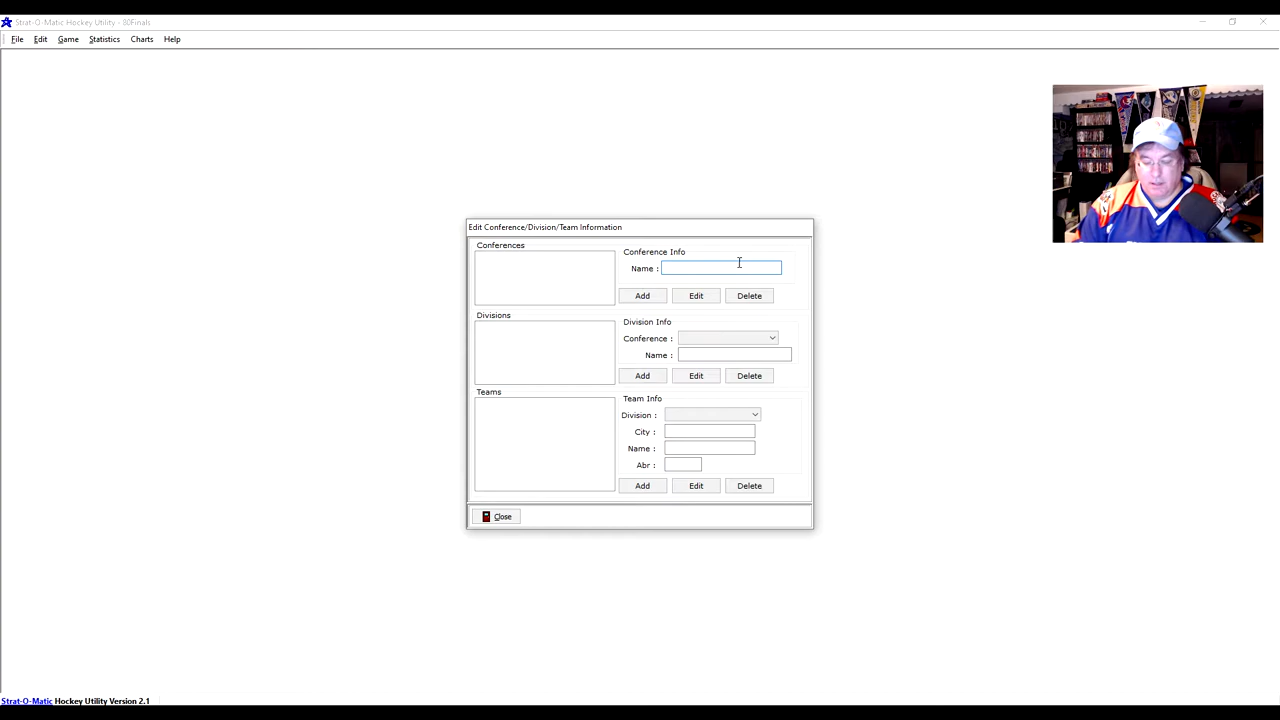 Strat-O-Matic Hockey Utility - 80Finals
File Edit Game Statistics Charts Help
Edit Conference/Division/Team Information
Conferences
Conference Info
Name :
Add Edit Delete
Divisions
Division Info
Conference :
Name :
Add Edit Delete
Teams
Team Info
Division :
City :
Name :
Abr :
Add Edit Delete
Close
Strat-O-Matic Hockey Utility Version 2.1